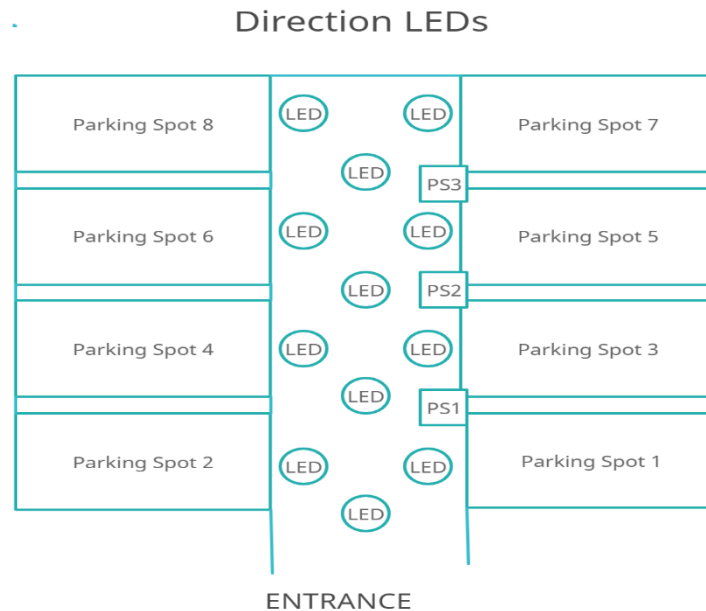 Direction LEDs
Parking Spot 8
LED
LED
Parking Spot 7
LED
PS3
Parking Spot 6
LED
LED
Parking Spot 5
LED
PS2
Parking Spot 4
LED
LED
Parking Spot 3
LED
PS1
Parking Spot 2
LED
LED
Parking Spot 1
LED
ENTRANCE